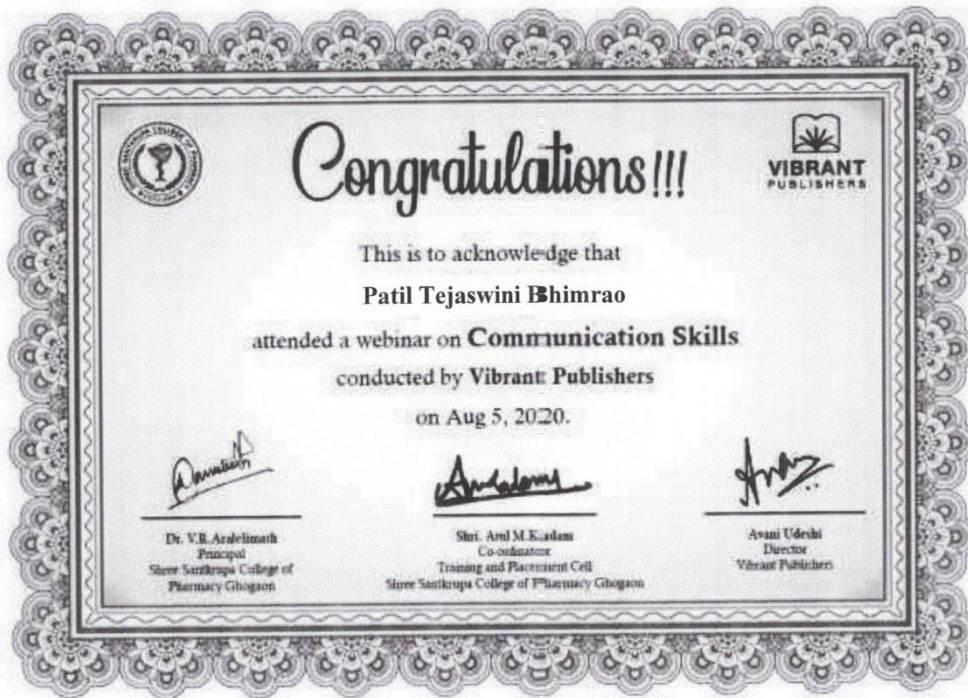 Congratulations!!!
VIBRANT
PUBLISHERS
This is to acknowledge that
Patil Tejaswini Bhimrao
attended a webinar on Communication Skills
conducted by Vibrant Publishers
on Aug 5, 2020.
Dr. V.R. Aralelimath
Principal
Shree Santkrupa College of
Pharmacy Ghogaon
Shri. Aml M. Kadam
Co-ordinator
Training and Placement Cell
Shree Santkrupa College of Pharmacy Ghogaon
Avani Udeshi
Director
Vibrant Publishers